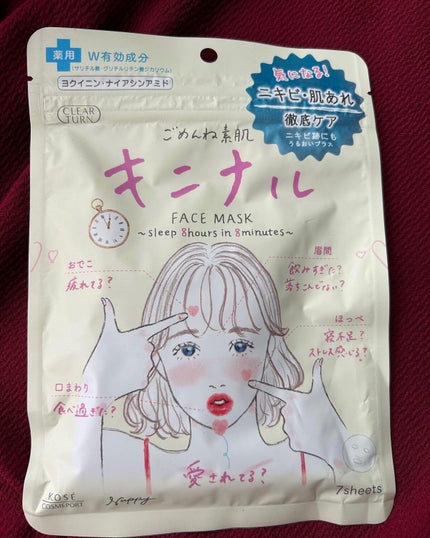 薬用
W有効成分
(サリチル酸・グリチルリチン酸ジカリウム)
ヨクイニン・ナイアシンアミド
CLEAR
TURN
気になる!
ニキビ・肌あれ
徹底ケア
ニキビ跡にも
うるおいプラス
ごめんね素肌
キニナル
FACE MASK
~sleep 8hours in 8minutes~
おでこ
疲れてる?
眉間
飲みすぎた?
落ちこんでない?
ほっぺ
寝不足?
ストレス感じる?
口まわり
食べ過ぎた?
愛されてる?
KOSÉ
COSMEPORT
7sheets